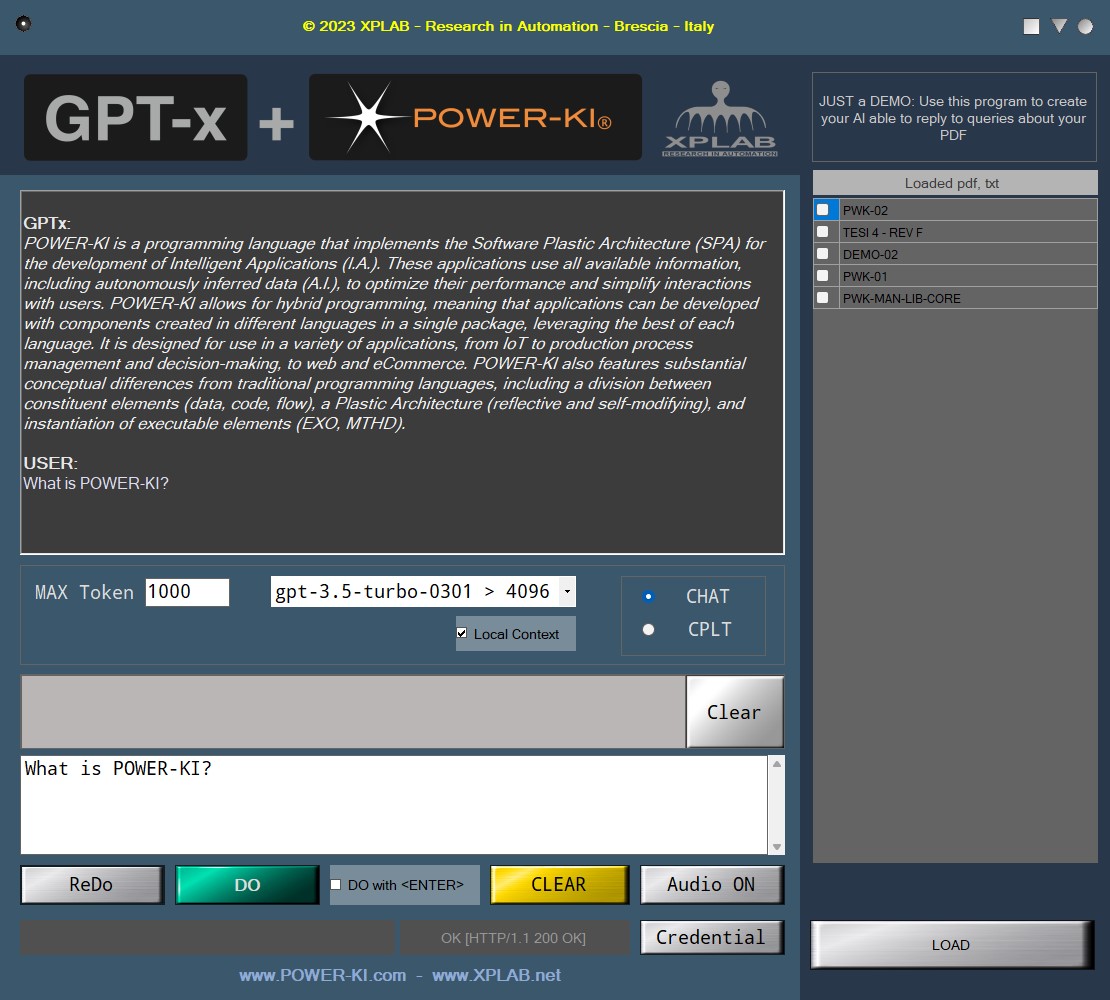 © 2023 XPLAB - Research in Automation - Brescia - Italy
GPT-x + POWER-KI®
XPLAB
RESEARCH IN AUTOMATION
JUST a DEMO: Use this program to create
your AI able to reply to queries about your
PDF
Loaded pdf, txt
PWK-02
TESI 4 - REV F
DEMO-02
PWK-01
PWK-MAN-LIB-CORE
GPTx:
POWER-KI is a programming language that implements the Software Plastic Architecture (SPA) for
the development of Intelligent Applications (I.A.). These applications use all available information,
including autonomously inferred data (A.I.), to optimize their performance and simplify interactions
with users. POWER-KI allows for hybrid programming, meaning that applications can be developed
with components created in different languages in a single package, leveraging the best of each
language. It is designed for use in a variety of applications, from IoT to production process
management and decision-making, to web and eCommerce. POWER-KI also features substantial
conceptual differences from traditional programming languages, including a division between
constituent elements (data, code, flow), a Plastic Architecture (reflective and self-modifying), and
instantiation of executable elements (EXO, MTHD).
USER:
What is POWER-KI?
MAX Token 1000
gpt-3.5-turbo-0301 > 4096
Local Context
CHAT
CPLT
Clear
What is POWER-KI?
ReDo
DO
DO with <ENTER>
CLEAR
Audio ON
OK [HTTP/1.1 200 OK]
Credential
LOAD
www.POWER-KI.com - www.XPLAB.net